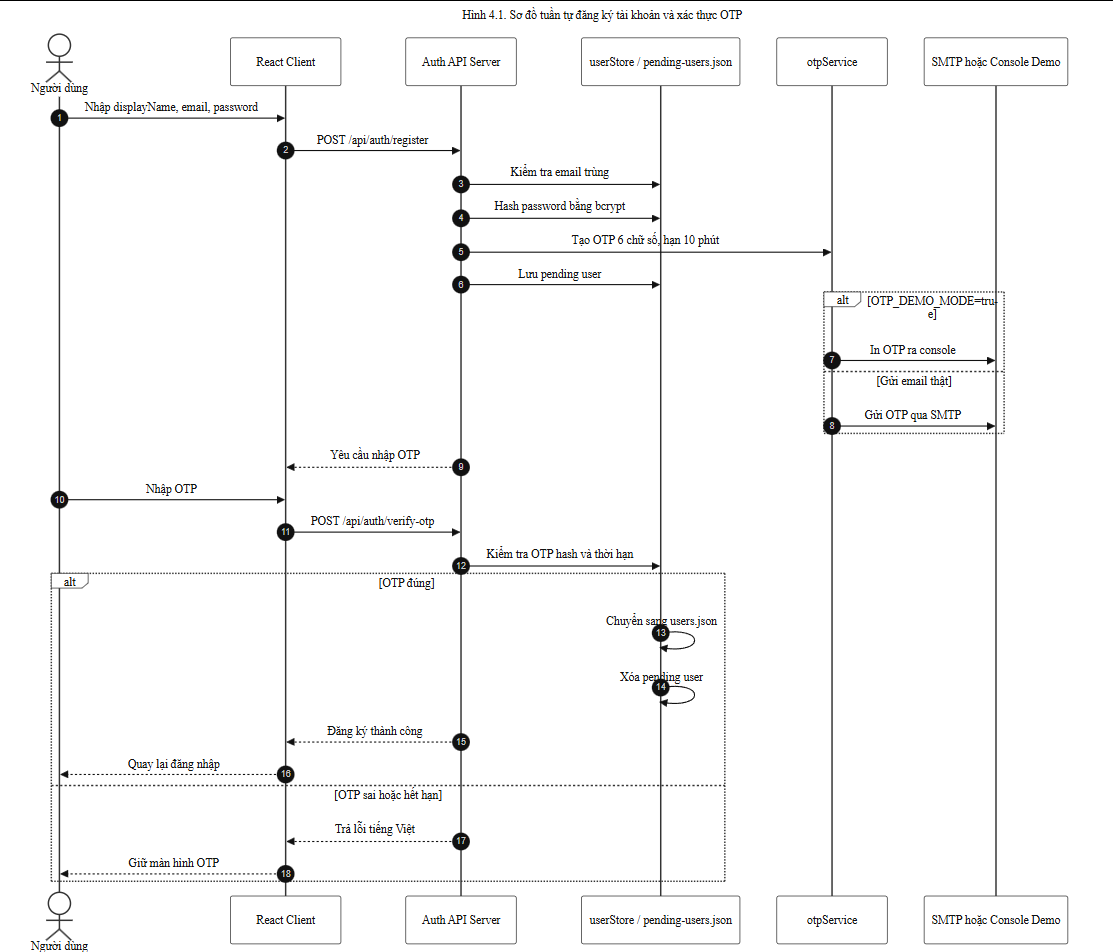 Hình 4.1. Sơ đồ tuần tự đăng ký tài khoản và xác thực OTP
Người dùng
React Client
Auth API Server
userStore / pending-users.json
otpService
SMTP hoặc Console Demo
1
Nhập displayName, email, password
2
POST /api/auth/register
3
Kiểm tra email trùng
4
Hash password bằng bcrypt
5
Tạo OTP 6 chữ số, hạn 10 phút
6
Lưu pending user
alt
[OTP_DEMO_MODE=tru-
e]
7
In OTP ra console
[Gửi email thật]
8
Gửi OTP qua SMTP
9
Yêu cầu nhập OTP
10
Nhập OTP
11
POST /api/auth/verify-otp
12
Kiểm tra OTP hash và thời hạn
alt
[OTP đúng]
13
Chuyển sang users.json
14
Xóa pending user
15
Đăng ký thành công
16
Quay lại đăng nhập
[OTP sai hoặc hết hạn]
17
Trả lỗi tiếng Việt
18
Giữ màn hình OTP
Người dùng
React Client
Auth API Server
userStore / pending-users.json
otpService
SMTP hoặc Console Demo